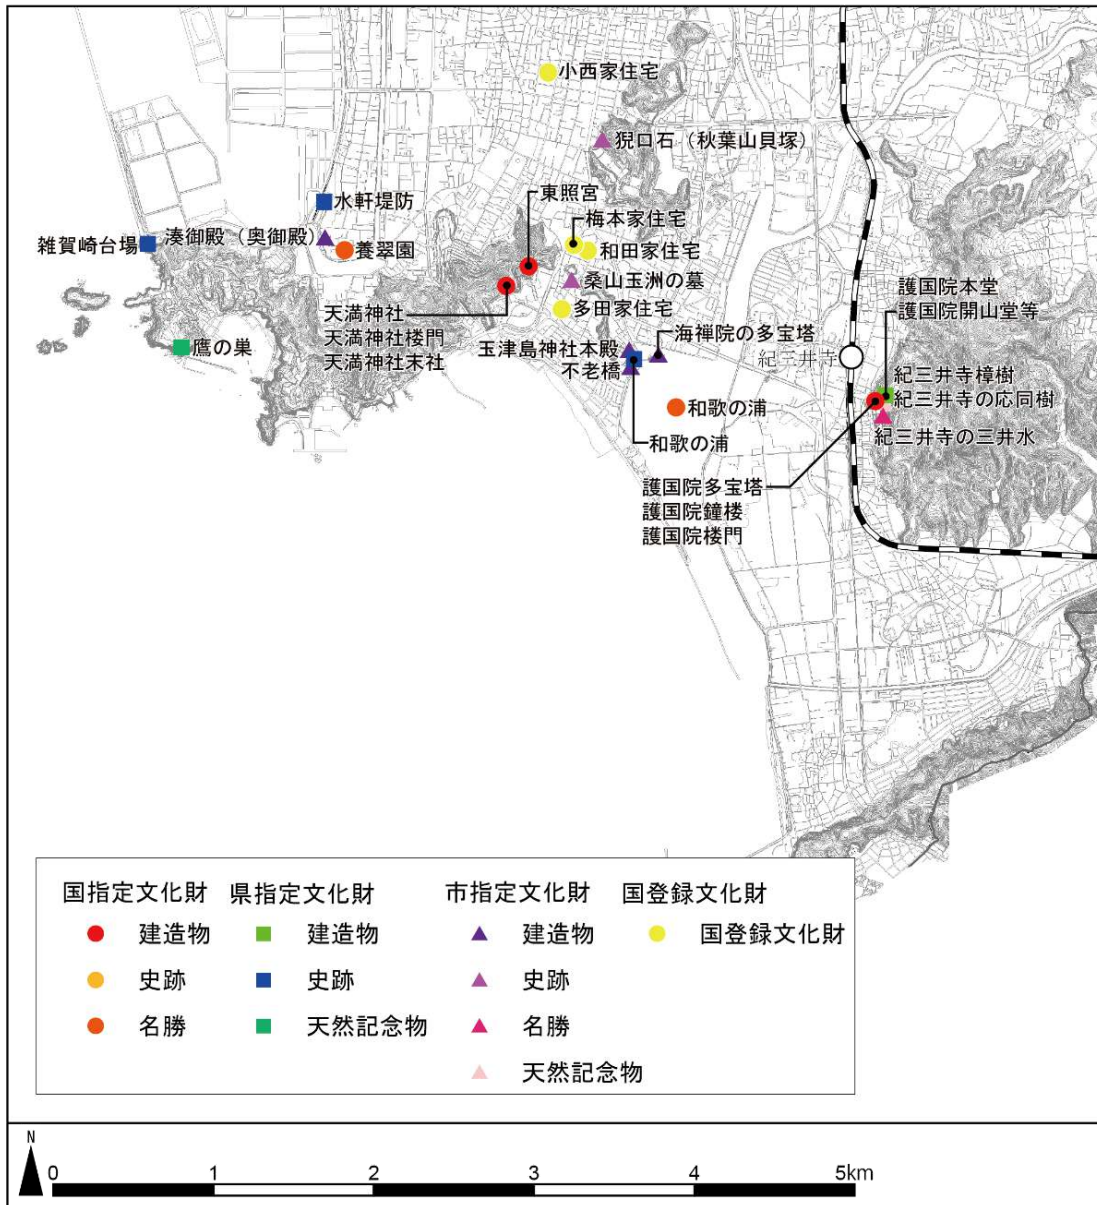 小西家住宅
猊口石（秋葉山貝塚）
東照宮
水軒堤防
梅本家住宅
湊御殿（奥御殿）
雑賀崎台場
養翠園
和田家住宅
桑山玉洲の墓
護国院本堂
護国院開山堂等
天満神社
天満神社楼門
天満神社末社
多田家住宅
海禅院の多宝塔
鷹の巣
玉津島神社本殿
不老橋
紀三井寺
紀三井寺樟樹
紀三井寺の応同樹
和歌の浦
紀三井寺の三井水
和歌の浦
護国院多宝塔
護国院鐘楼
護国院楼門
国指定文化財
建造物
史跡
名勝
県指定文化財
建造物
史跡
天然記念物
市指定文化財
建造物
史跡
名勝
天然記念物
国登録文化財
国登録文化財
N
0 1 2 3 4 5km